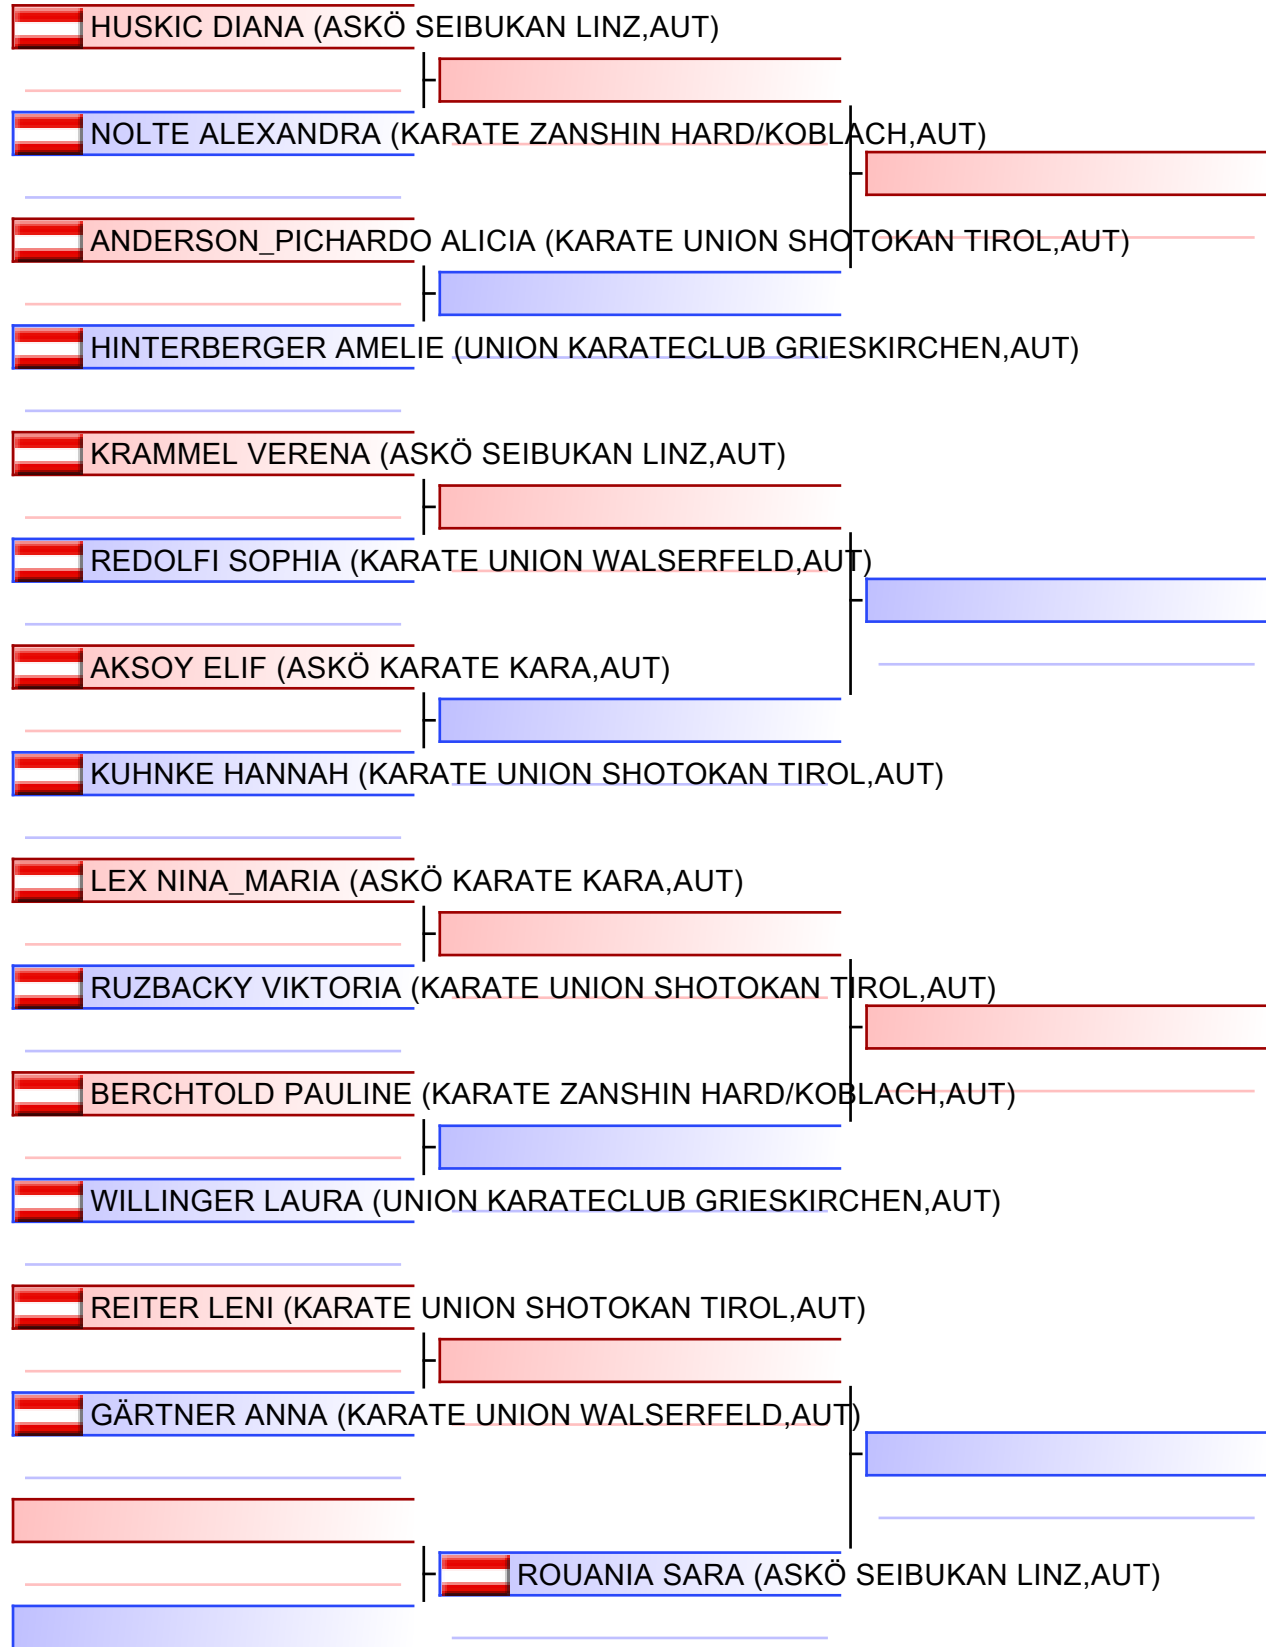 HUSKIC DIANA (ASKÖ SEIBUKAN LINZ,AUT)
NOLTE ALEXANDRA (KARATE ZANSHIN HARD/KOBLACH,AUT)
ANDERSON_PICHARDO ALICIA (KARATE UNION SHOTOKAN TIROL,AUT)
HINTERBERGER AMELIE (UNION KARATECLUB GRIESKIRCHEN,AUT)
KRAMMEL VERENA (ASKÖ SEIBUKAN LINZ,AUT)
REDOLFI SOPHIA (KARATE UNION WALSERFELD,AUT)
AKSOY ELIF (ASKÖ KARATE KARA,AUT)
KUHNKE HANNAH (KARATE UNION SHOTOKAN TIROL,AUT)
LEX NINA_MARIA (ASKÖ KARATE KARA,AUT)
RUZBACKY VIKTORIA (KARATE UNION SHOTOKAN TIROL,AUT)
BERCHTOLD PAULINE (KARATE ZANSHIN HARD/KOBLACH,AUT)
WILLINGER LAURA (UNION KARATECLUB GRIESKIRCHEN,AUT)
REITER LENI (KARATE UNION SHOTOKAN TIROL,AUT)
GÄRTNER ANNA (KARATE UNION WALSERFELD,AUT)
ROUANIA SARA (ASKÖ SEIBUKAN LINZ,AUT)